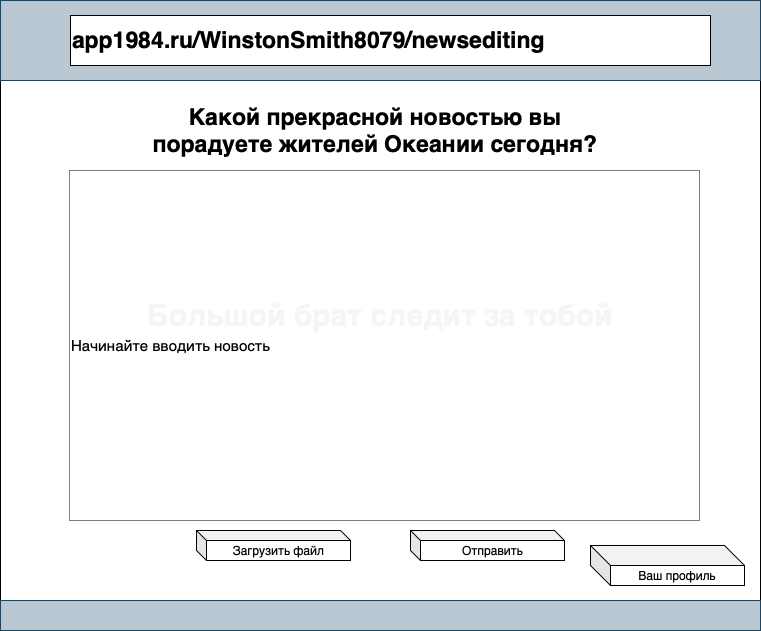 app1984.ru/WinstonSmith8079/newsediting
Какой прекрасной новостью вы
порадуете жителей Океании сегодня?
Большой брат следит за тобой
Начинайте вводить новость
Загрузить файл
Отправить
Ваш профиль